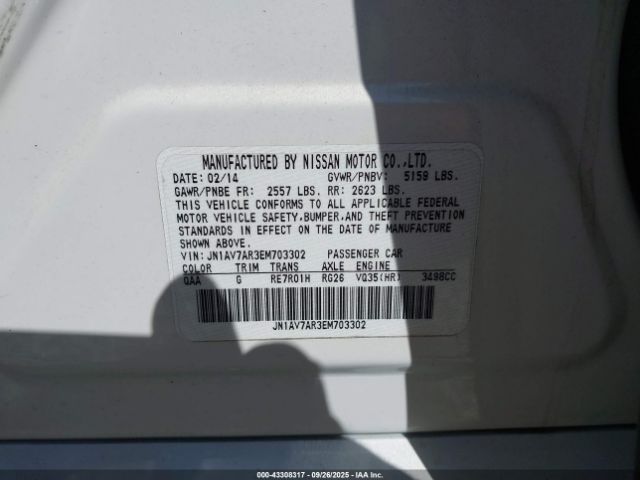 MANUFACTURED BY NISSAN MOTOR CO.,LTD.
DATE: 02/14 GVWR/PNBV: 5159 LBS.
GAWR/PNBE FR: 2557 LBS. RR: 2623 LBS.
THIS VEHICLE CONFORMS TO ALL APPLICABLE FEDERAL
MOTOR VEHICLE SAFETY,BUMPER,AND THEFT PREVENTION
STANDARDS IN EFFECT ON THE DATE OF MANUFACTURE
SHOWN ABOVE.
VIN: JN1AV7AR3EM703302 PASSENGER CAR
COLOR TRIM TRANS AXLE ENGINE
QAA G RE7R01H RG26 VQ35(HR) 3498CC
JN1AV7AR3EM703302
000-43308317 | 09/26/2025 | IAA Inc.